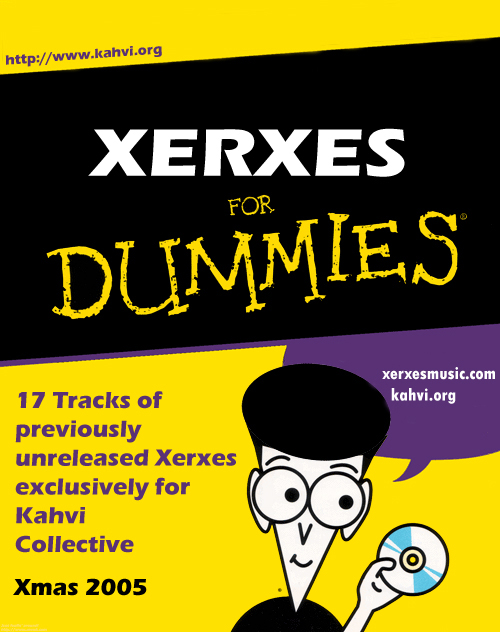 http://www.kahvi.org
XERXES
FOR
DUMMIES®
xerxesmusic.com
kahvi.org
17 Tracks of
previously
unreleased Xerxes
exclusively for
Kahvi
Collective
Xmas 2005